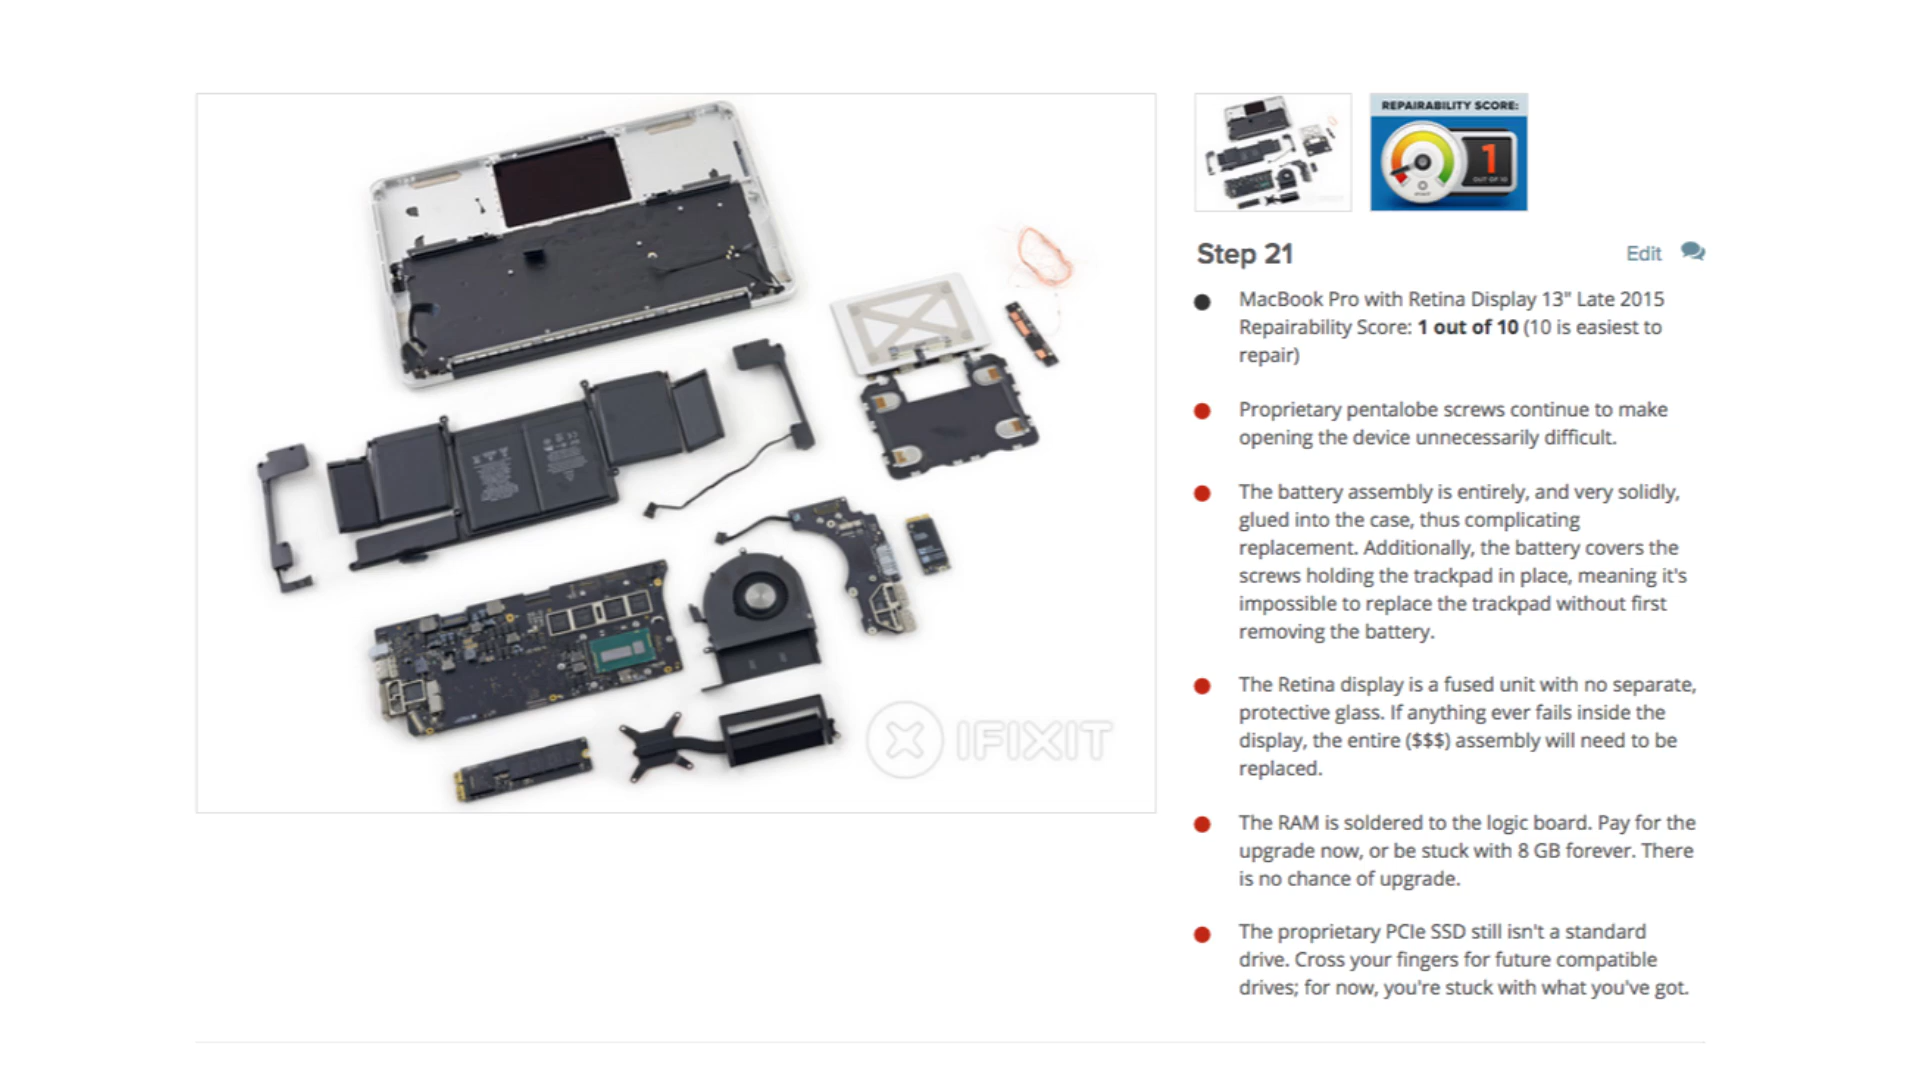 REPAIRABILITY SCORE:
1
OUT OF 10
Step 21
Edit
MacBook Pro with Retina Display 13" Late 2015
Repairability Score: 1 out of 10 (10 is easiest to
repair)
Proprietary pentalobe screws continue to make
opening the device unnecessarily difficult.
The battery assembly is entirely, and very solidly,
glued into the case, thus complicating
replacement. Additionally, the battery covers the
screws holding the trackpad in place, meaning it's
impossible to replace the trackpad without first
removing the battery.
The Retina display is a fused unit with no separate,
protective glass. If anything ever fails inside the
display, the entire ($$$) assembly will need to be
replaced.
The RAM is soldered to the logic board. Pay for the
upgrade now, or be stuck with 8 GB forever. There
is no chance of upgrade.
The proprietary PCIe SSD still isn't a standard
drive. Cross your fingers for future compatible
drives; for now, you're stuck with what you've got.
IFIXIT